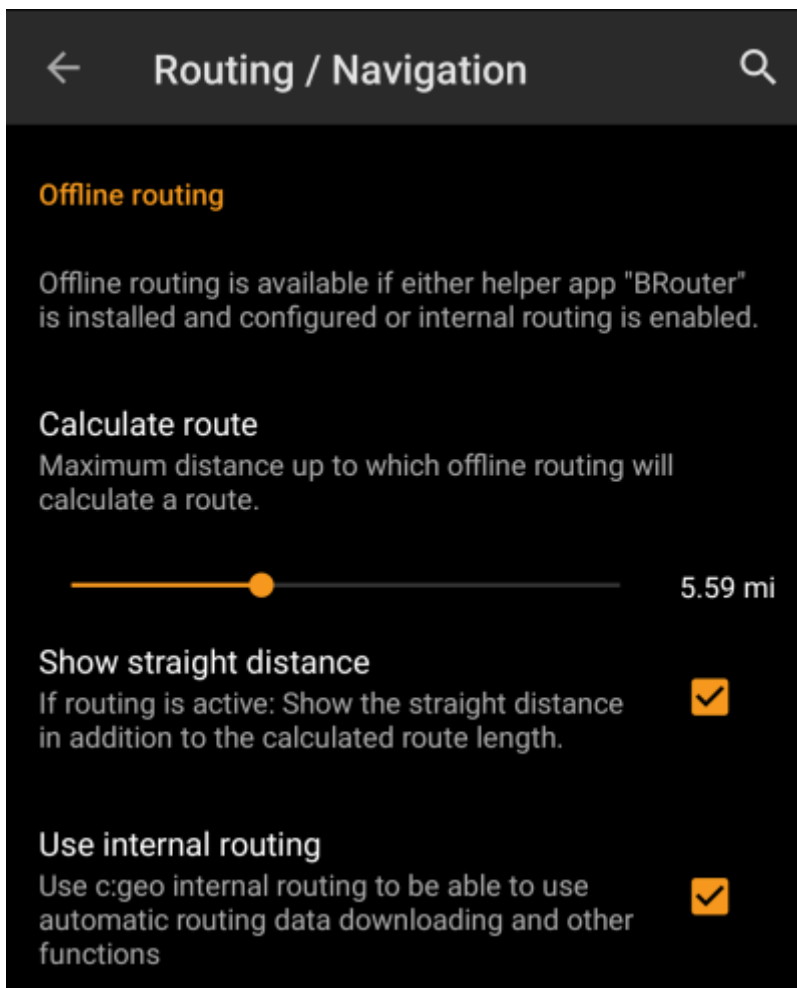 Routing / Navigation
Offline routing
Offline routing is available if either helper app "BRouter"
is installed and configured or internal routing is enabled.
Calculate route
Maximum distance up to which offline routing will
calculate a route.
5.59 mi
Show straight distance
If routing is active: Show the straight distance
in addition to the calculated route length.
Use internal routing
Use c:geo internal routing to be able to use
automatic routing data downloading and other
functions